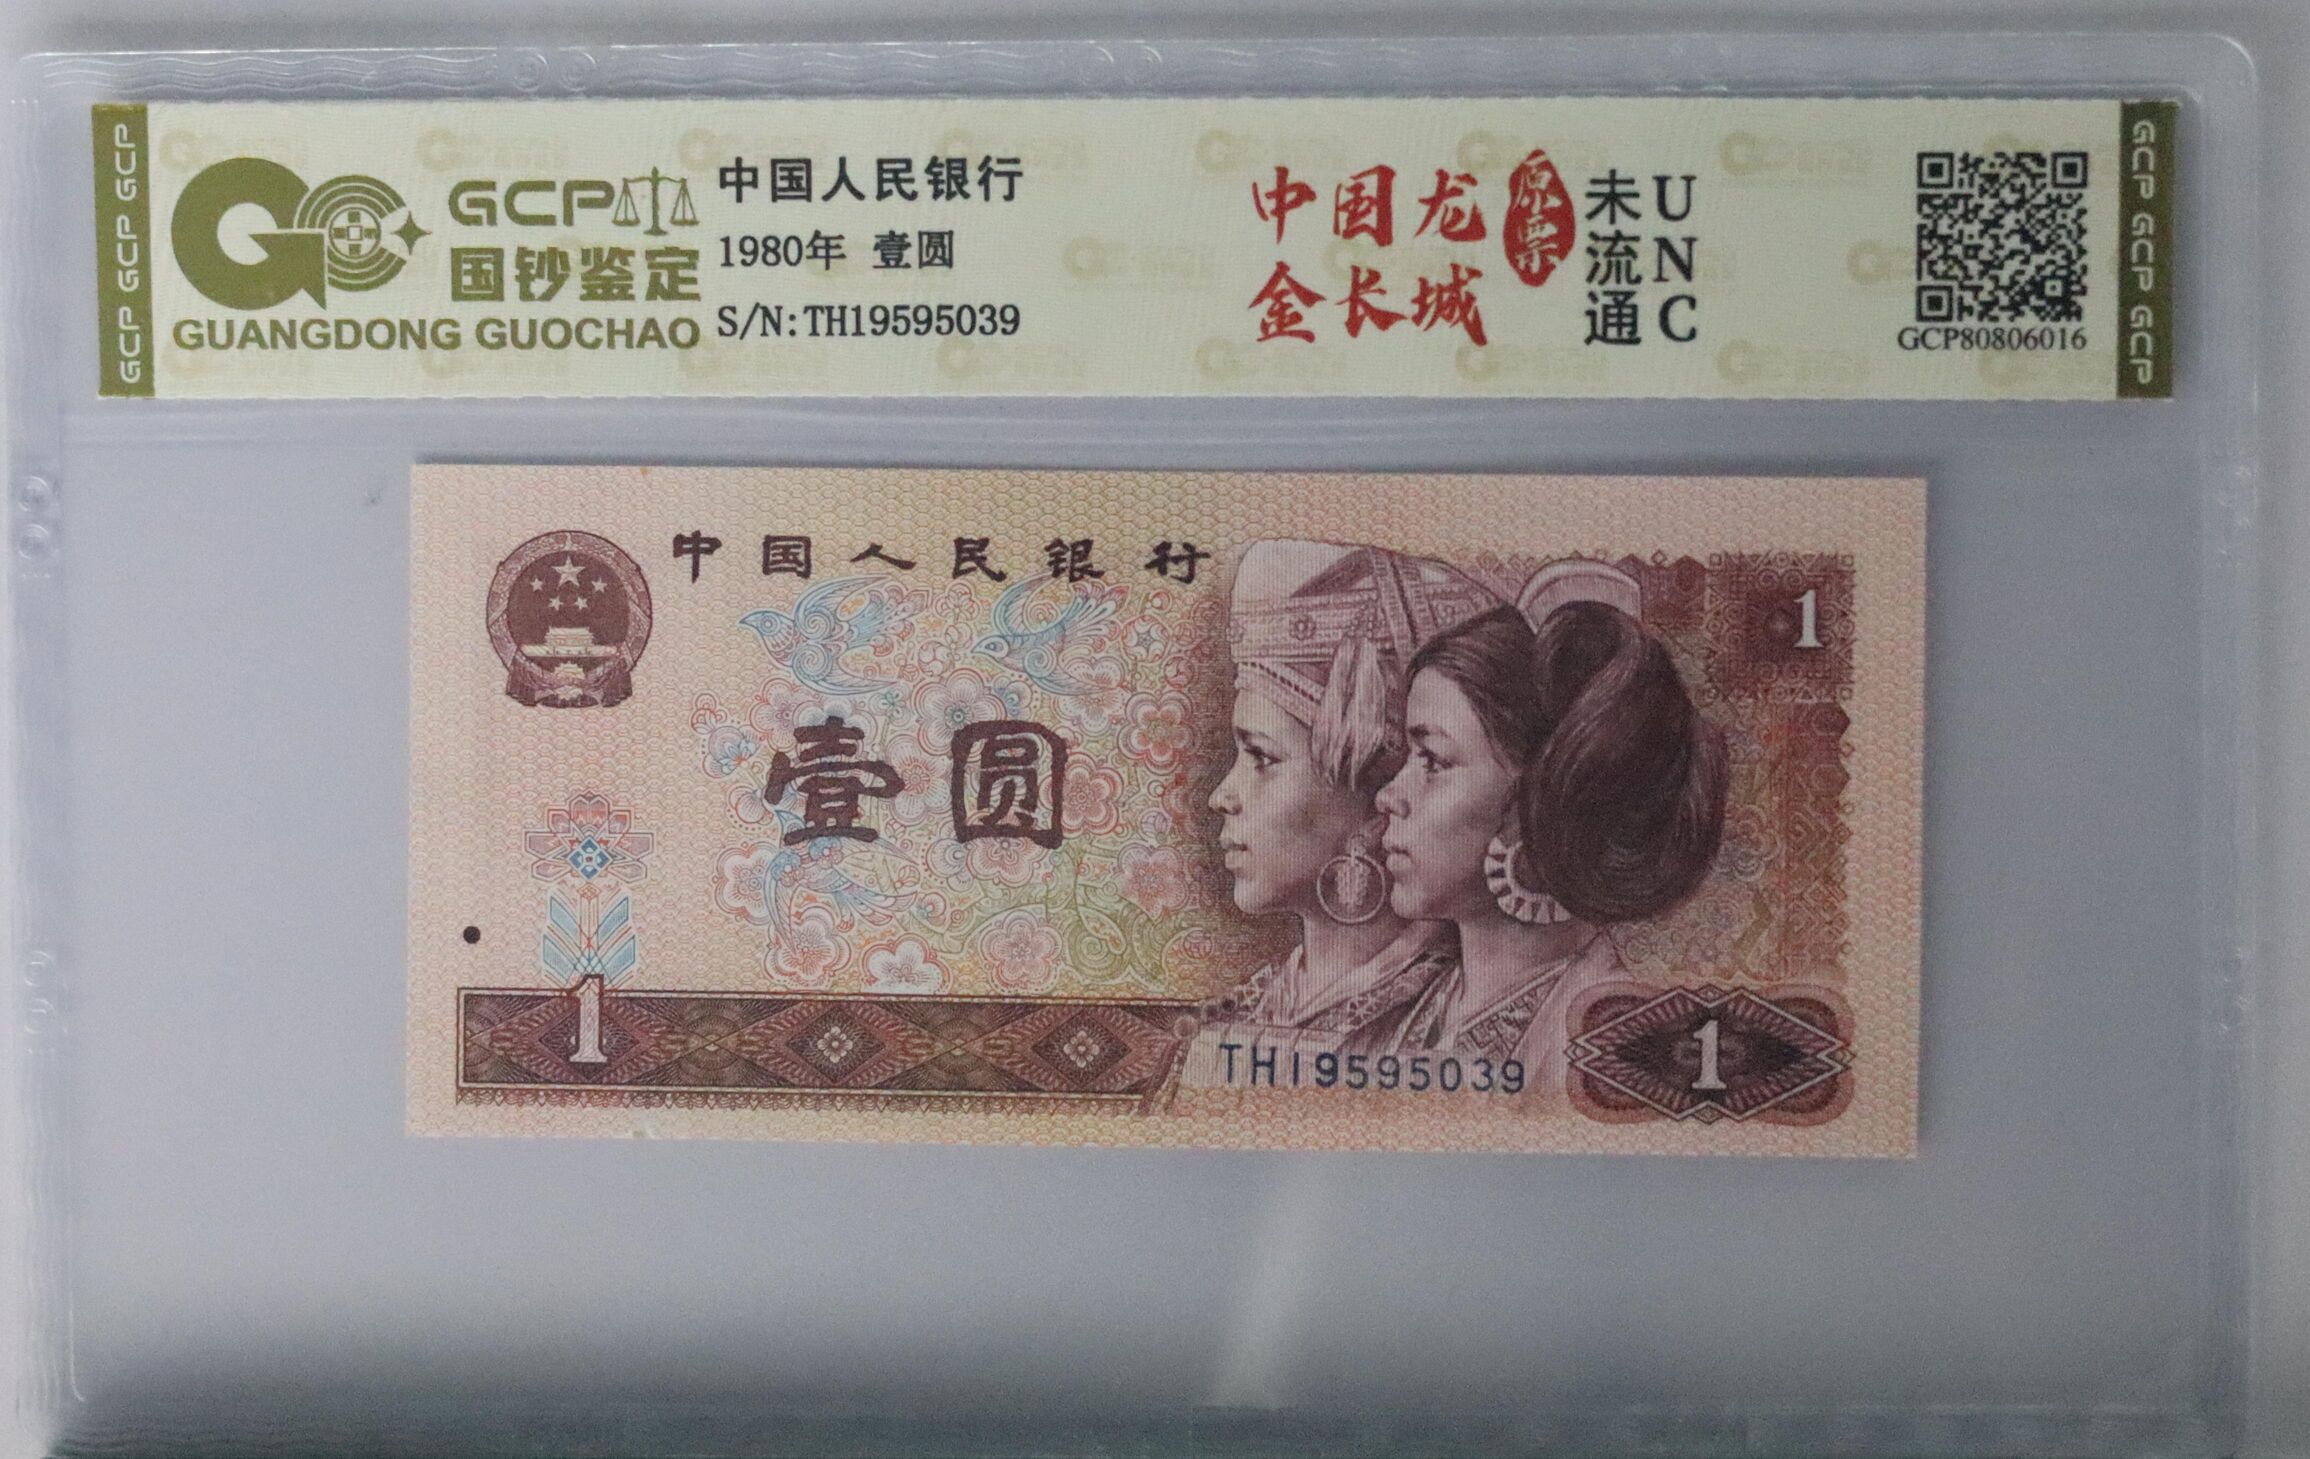 GCP GCP GCP
GCP
国钞鉴定
GUANGDONG GUOCHAO
中国人民银行
1980年 壹圆
S/N:TH19595039
中国龙
金长城
原票
未流通
UNC
GCP80806016
GCP GCP GCP
中国人民银行
1
壹圆
1
TH19595039
1